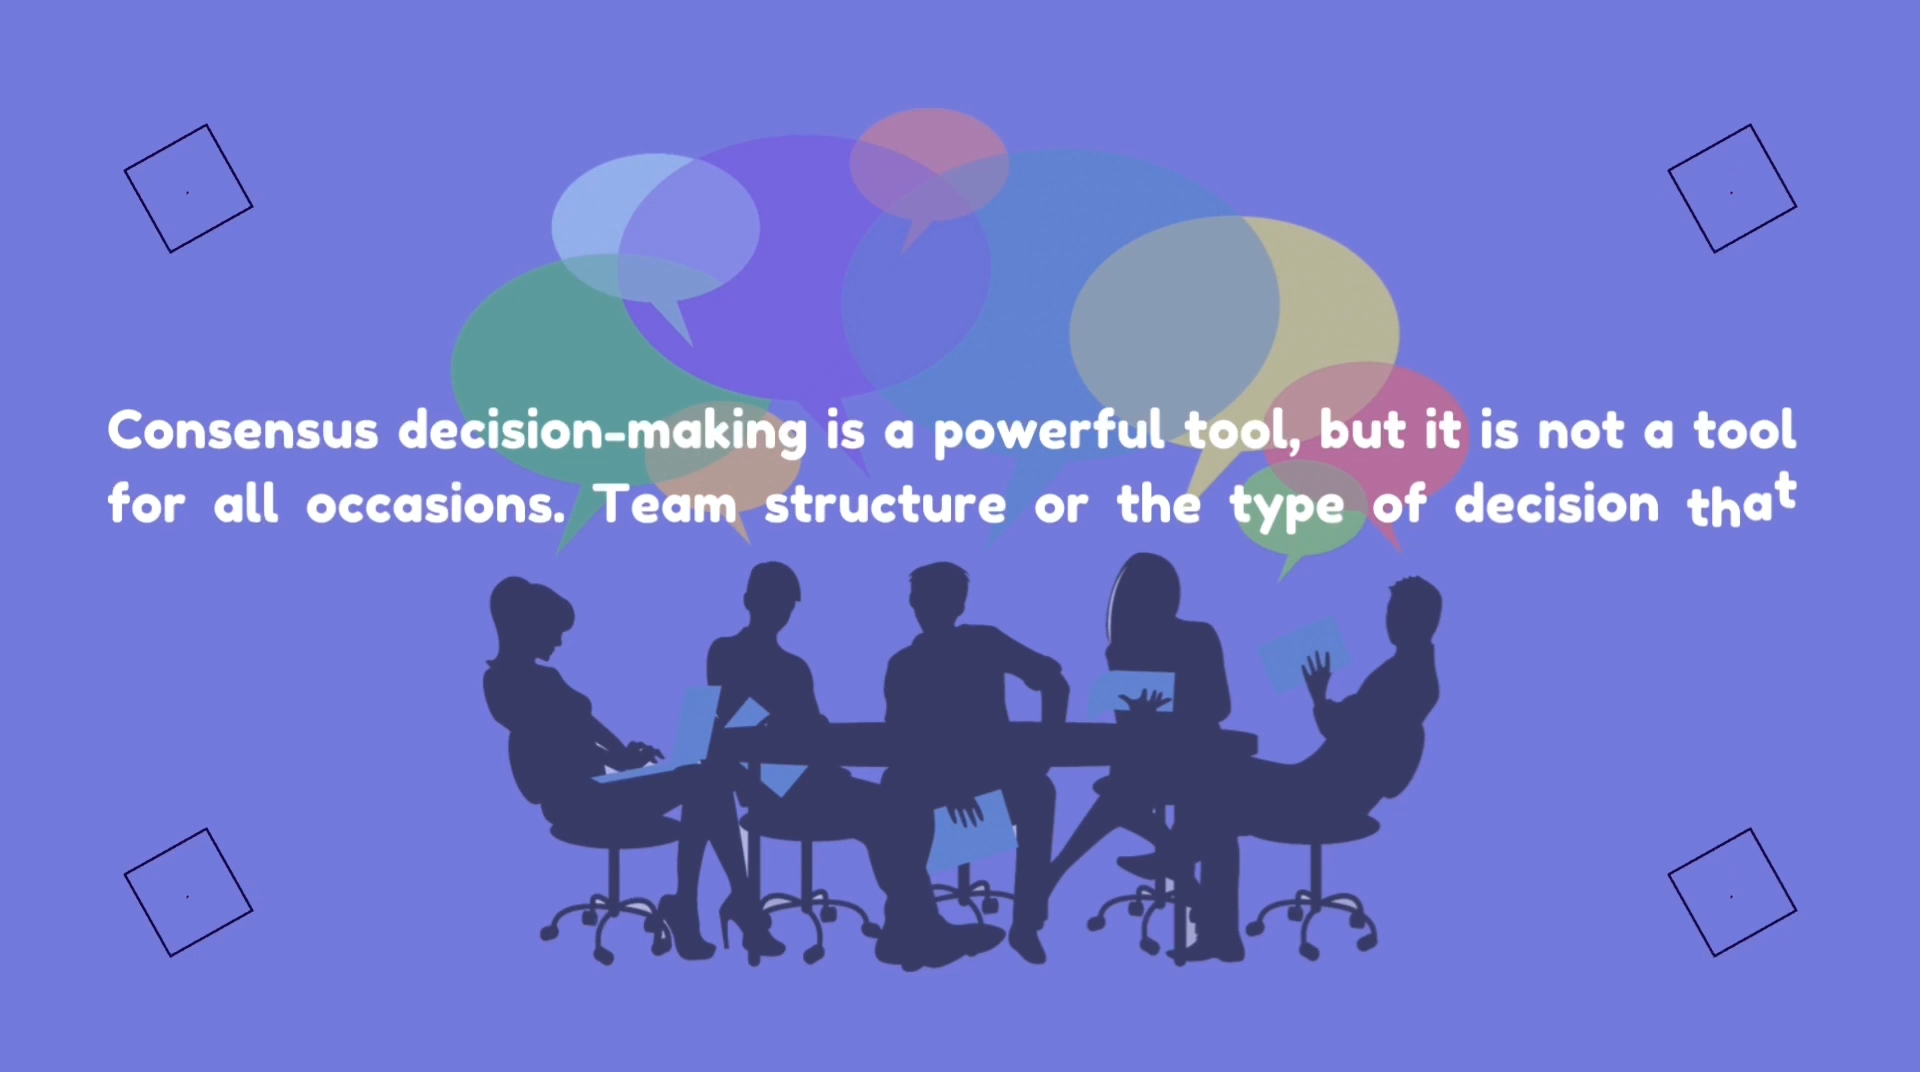 Consensus decision-making is a powerful tool, but it is not a tool
for all occasions. Team structure or the type of decision that